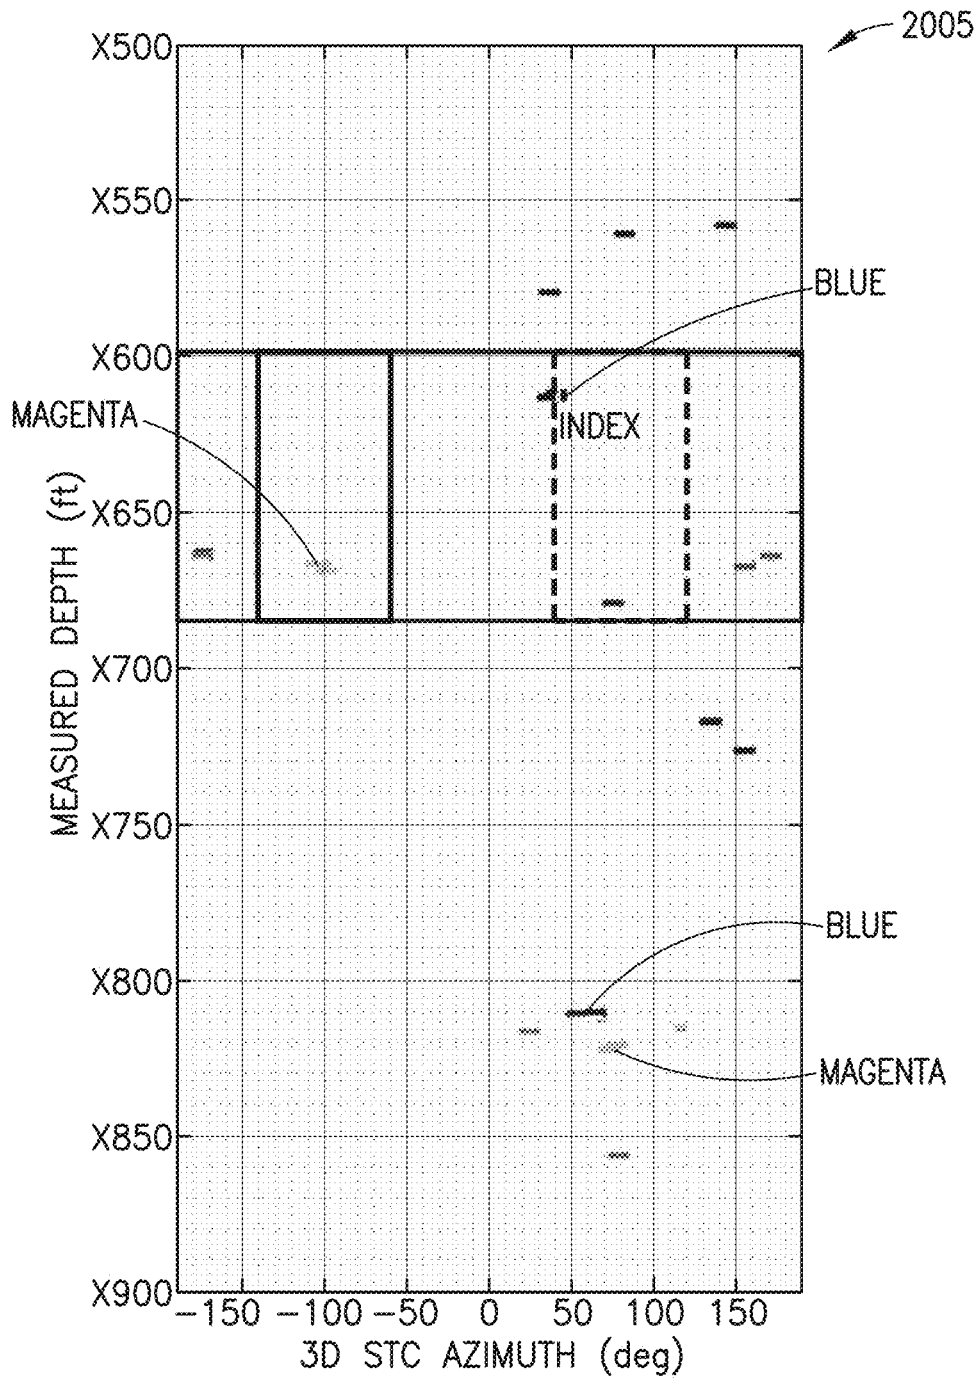 2005
X500
X550
BLUE
X600
MAGENTA
INDEX
X650
MEASURED DEPTH (ft)
X700
X750
BLUE
X800
MAGENTA
X850
X900
-150 -100 -50 0 50 100 150
3D STC AZIMUTH (deg)